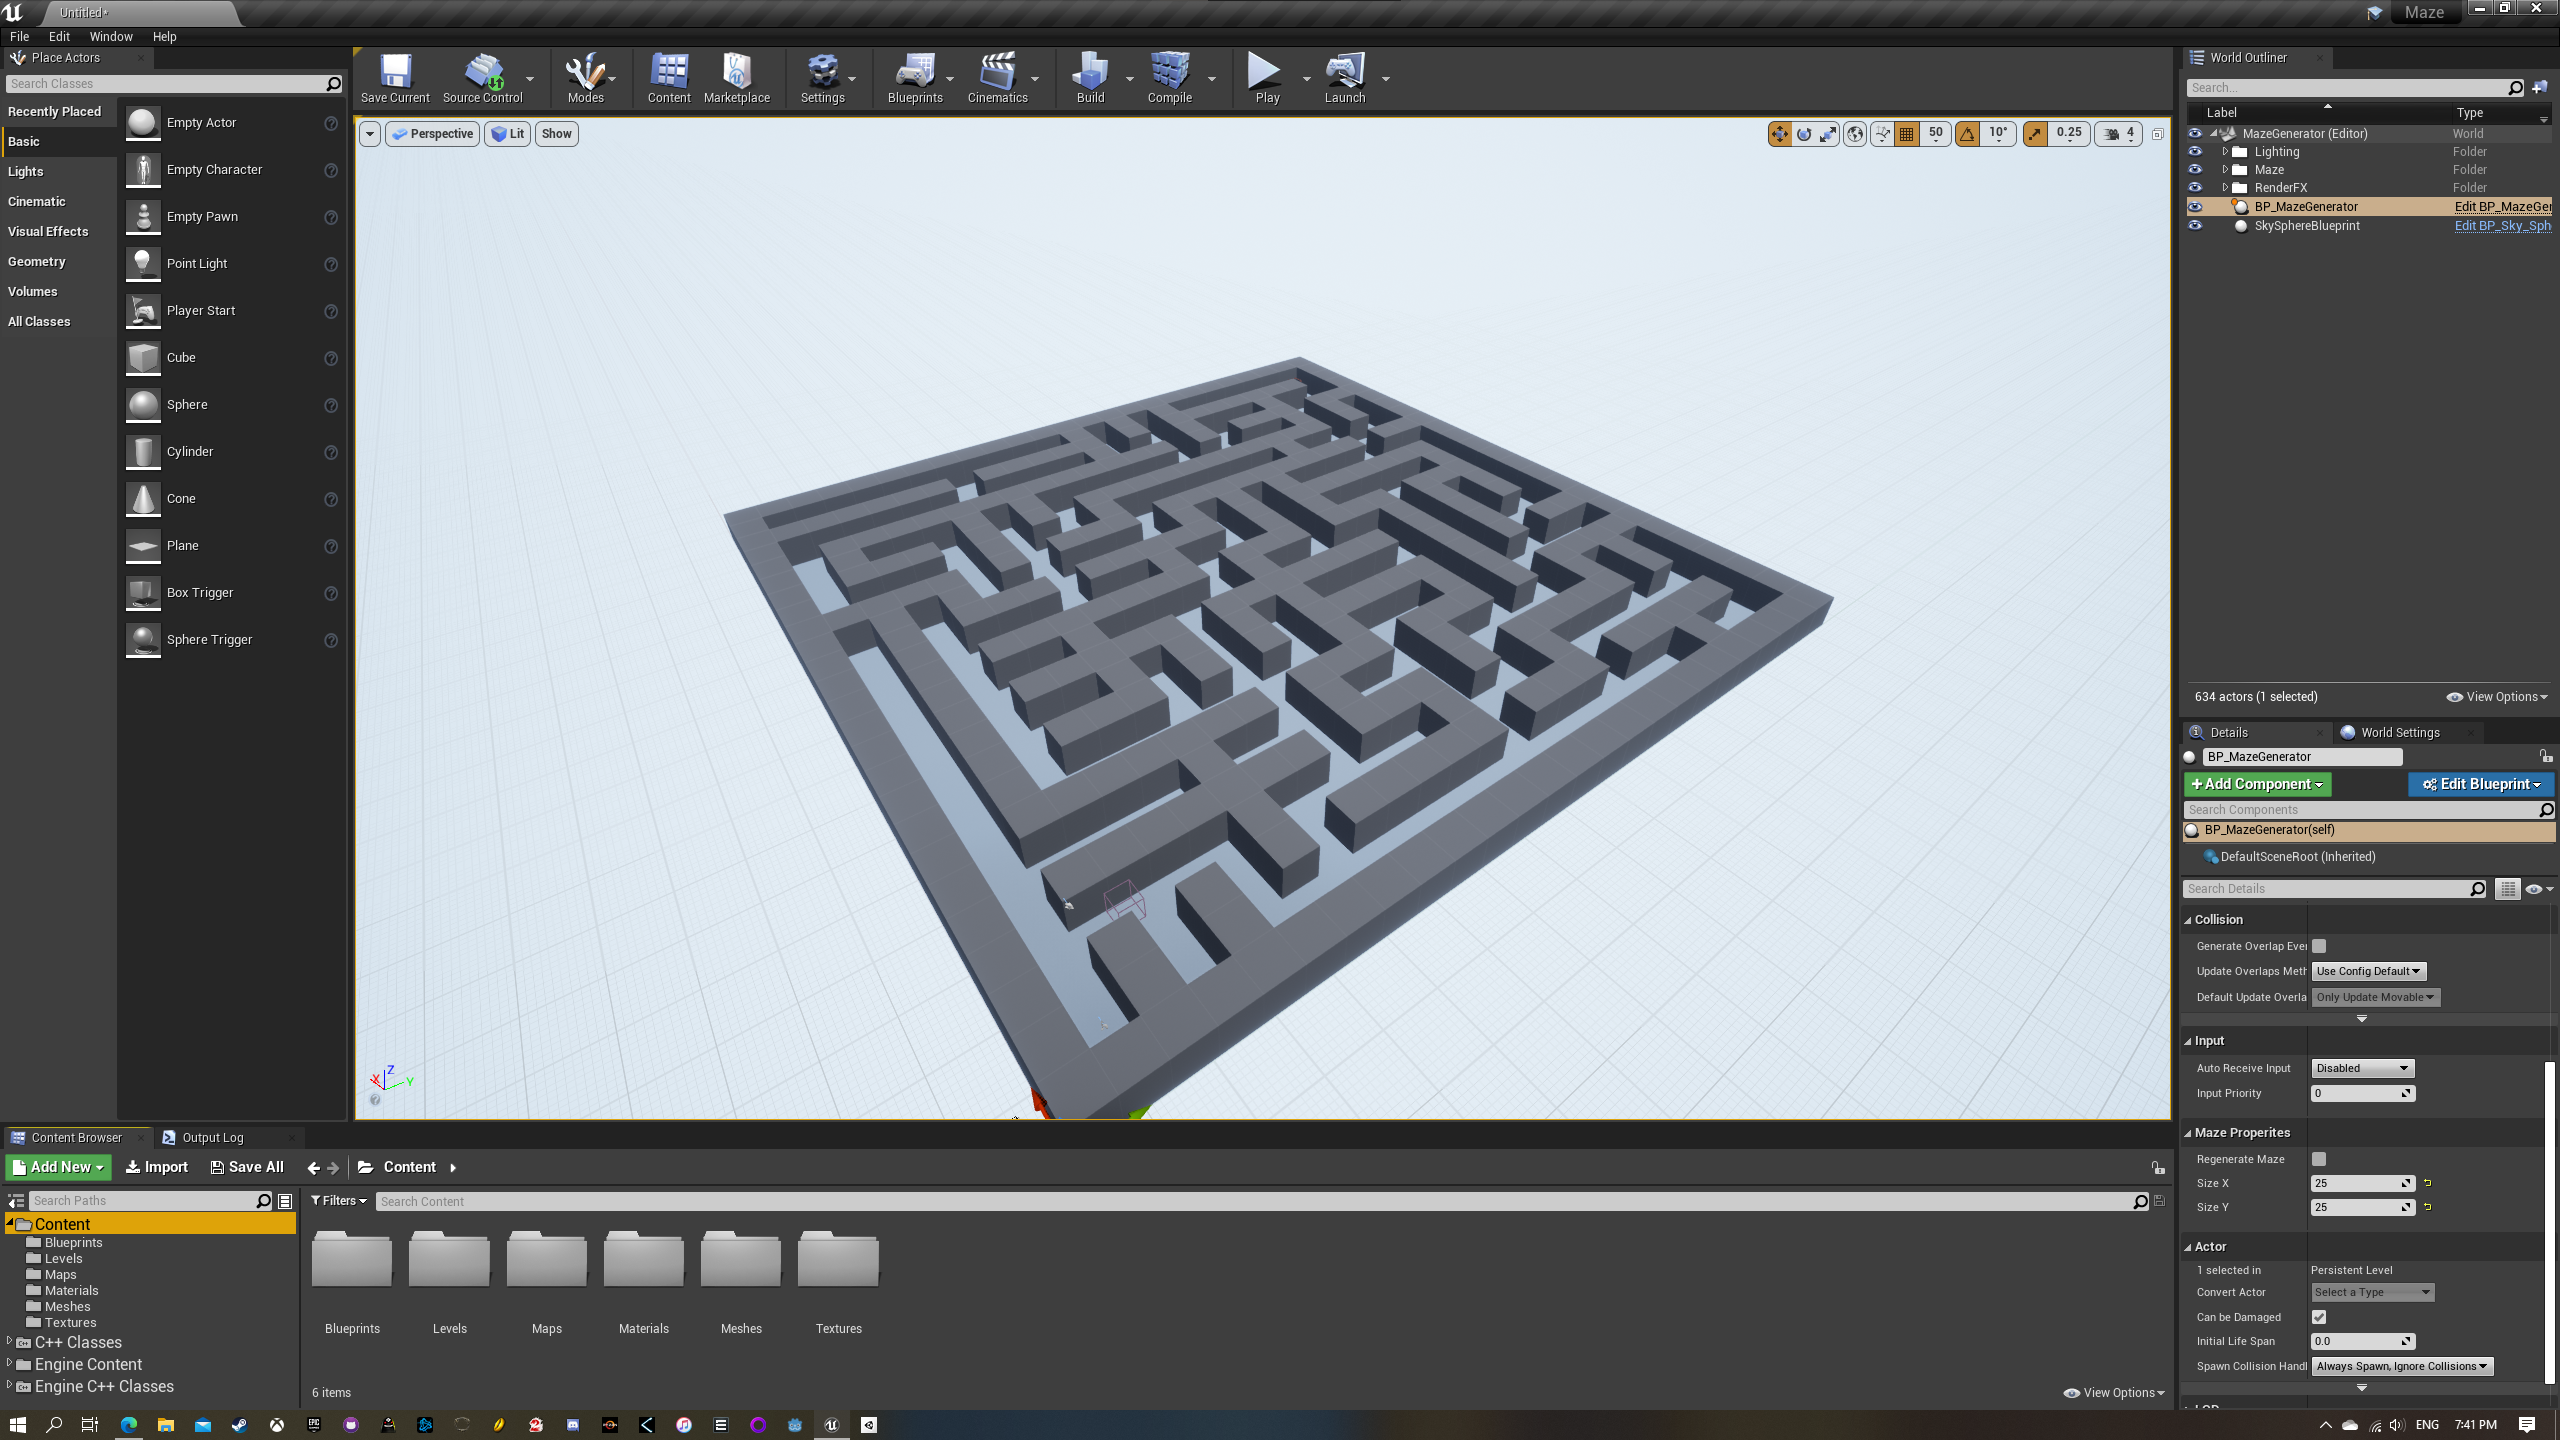 Untitled*
Maze
File Edit Window Help
Place Actors
Search Classes
Recently Placed
Basic
Lights
Cinematic
Visual Effects
Geometry
Volumes
All Classes
Empty Actor
Empty Character
Empty Pawn
Point Light
Player Start
Cube
Sphere
Cylinder
Cone
Plane
Box Trigger
Sphere Trigger
Save Current Source Control Modes Content Marketplace Settings Blueprints Cinematics Build Compile Play Launch
Perspective Lit Show
50 10° 0.25 4
X Z Y
World Outliner
Search...
Label Type
MazeGenerator (Editor) World
Lighting Folder
Maze Folder
RenderFX Folder
BP_MazeGenerator Edit BP_MazeGer
SkySphereBlueprint Edit BP_Sky_Sph
634 actors (1 selected) View Options
Details World Settings
BP_MazeGenerator
+Add Component Edit Blueprint
Search Components
BP_MazeGenerator(self)
DefaultSceneRoot (Inherited)
Search Details
Collision
Generate Overlap Ever
Update Overlaps Meth Use Config Default
Default Update Overla Only Update Movable
Input
Auto Receive Input Disabled
Input Priority 0
Maze Properites
Regenerate Maze
Size X 25
Size Y 25
Actor
1 selected in Persistent Level
Convert Actor Select a Type
Can be Damaged
Initial Life Span 0.0
Spawn Collision Handl Always Spawn, Ignore Collisions
Content Browser Output Log
Add New Import Save All Content
Search Paths
Filters Search Content
Content
Blueprints
Levels
Maps
Materials
Meshes
Textures
C++ Classes
Engine Content
Engine C++ Classes
Blueprints Levels Maps Materials Meshes Textures
6 items View Options
ENG 7:41 PM